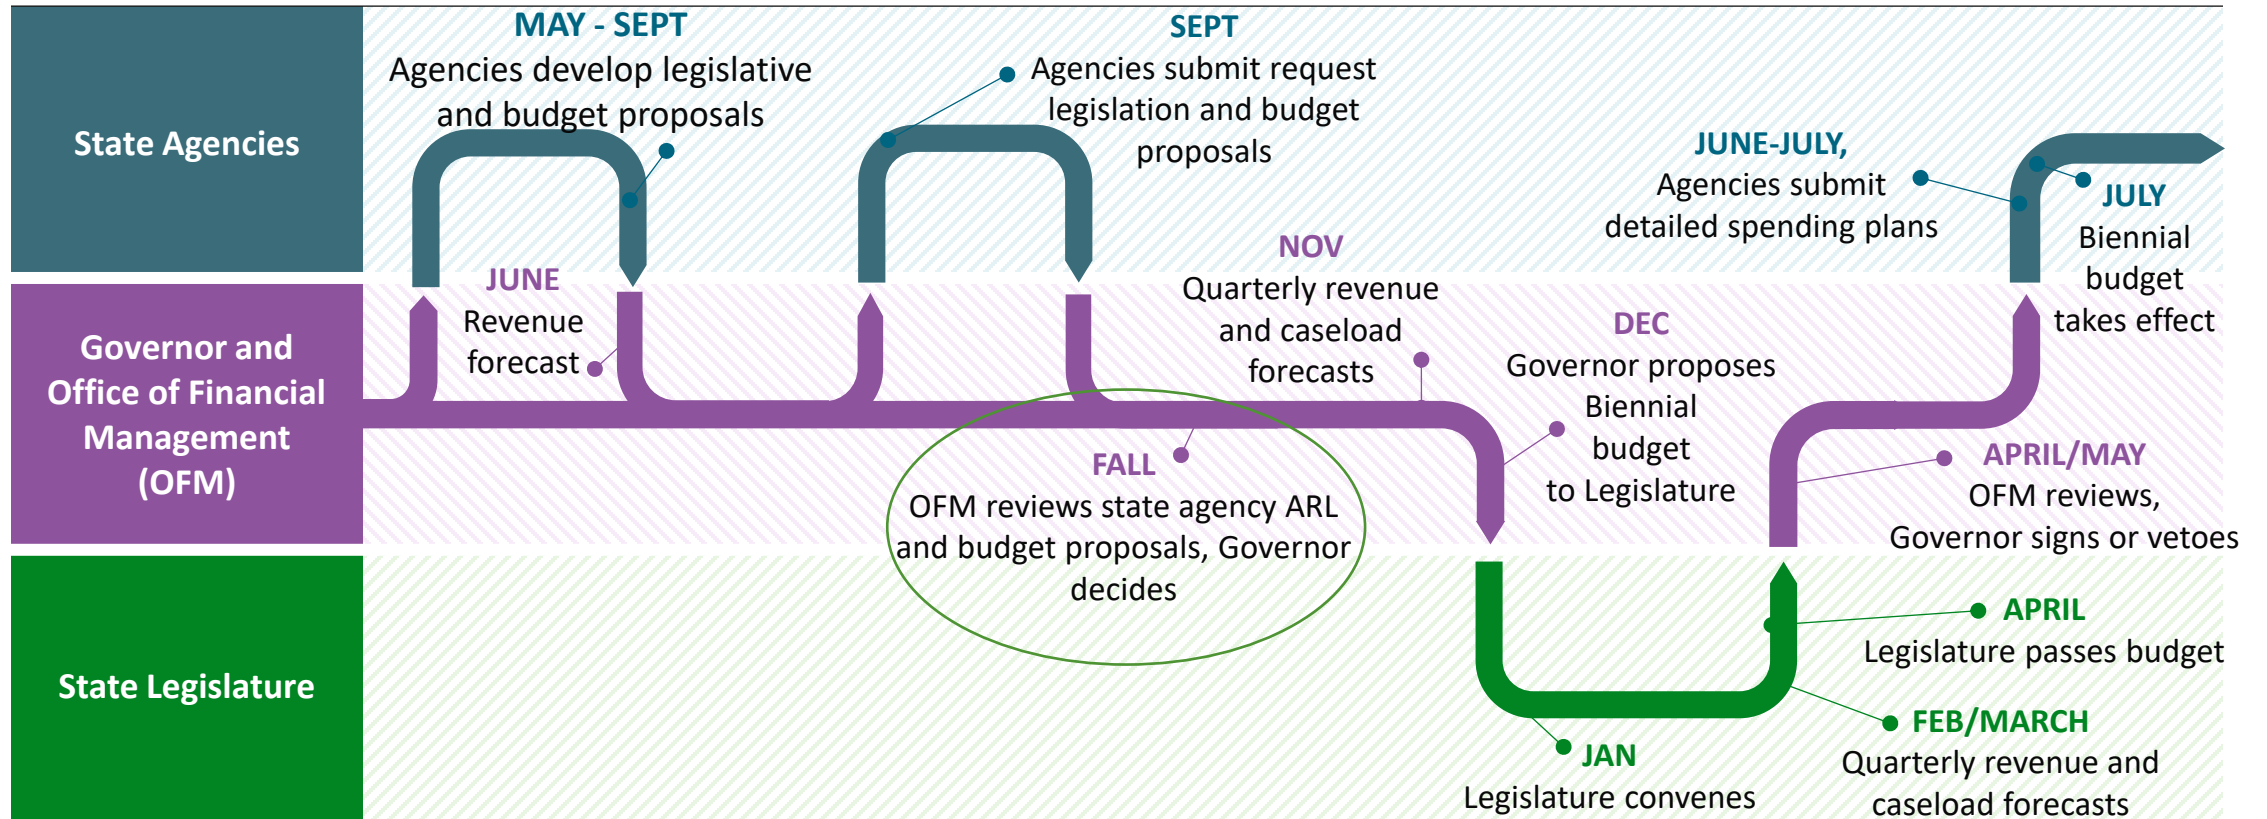 State Agencies
MAY - SEPT
Agencies develop legislative
and budget proposals
SEPT
Agencies submit request
legislation and budget
proposals
JUNE-JULY,
Agencies submit
detailed spending plans
JULY
Biennial
budget
takes effect
Governor and
Office of Financial
Management
(OFM)
JUNE
Revenue
forecast
FALL
OFM reviews state agency ARL
and budget proposals, Governor
decides
NOV
Quarterly revenue
and caseload
forecasts
DEC
Governor proposes
Biennial
budget
to Legislature
APRIL/MAY
OFM reviews,
Governor signs or vetoes
State Legislature
JAN
Legislature convenes
FEB/MARCH
Quarterly revenue and
caseload forecasts
APRIL
Legislature passes budget